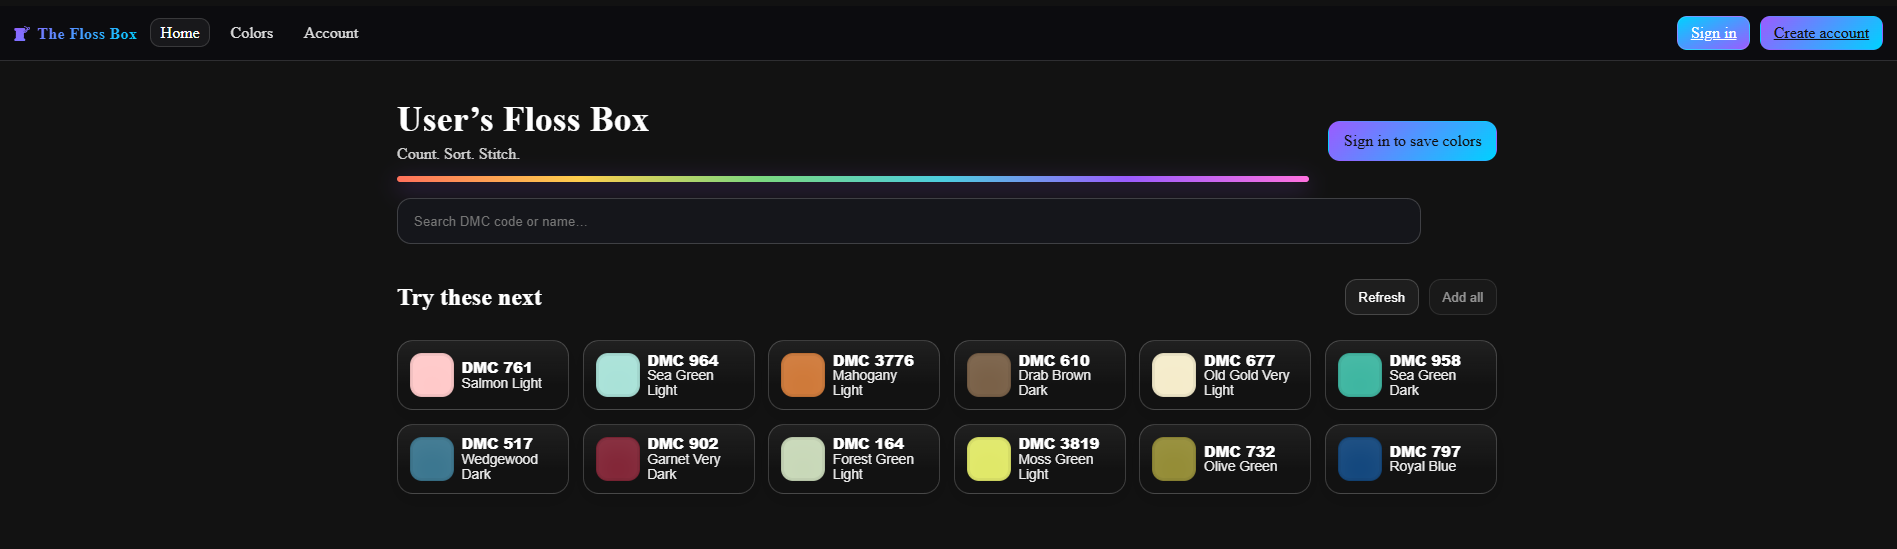 The Floss Box Home Colors Account Sign in Create account
User’s Floss Box
Count. Sort. Stitch.
Sign in to save colors
Search DMC code or name...
Try these next
Refresh Add all
DMC 761
Salmon Light
DMC 964
Sea Green
Light
DMC 3776
Mahogany
Light
DMC 610
Drab Brown
Dark
DMC 677
Old Gold Very
Light
DMC 958
Sea Green
Dark
DMC 517
Wedgewood
Dark
DMC 902
Garnet Very
Dark
DMC 164
Forest Green
Light
DMC 3819
Moss Green
Light
DMC 732
Olive Green
DMC 797
Royal Blue